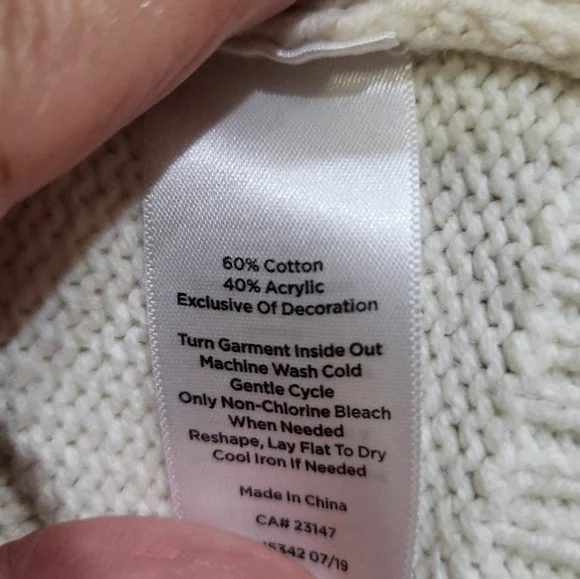 60% Cotton
40% Acrylic
Exclusive Of Decoration
Turn Garment Inside Out
Machine Wash Cold
Gentle Cycle
Only Non-Chlorine Bleach
When Needed
Reshape, Lay Flat To Dry
Cool Iron If Needed
Made In China
CA# 23147
07/19